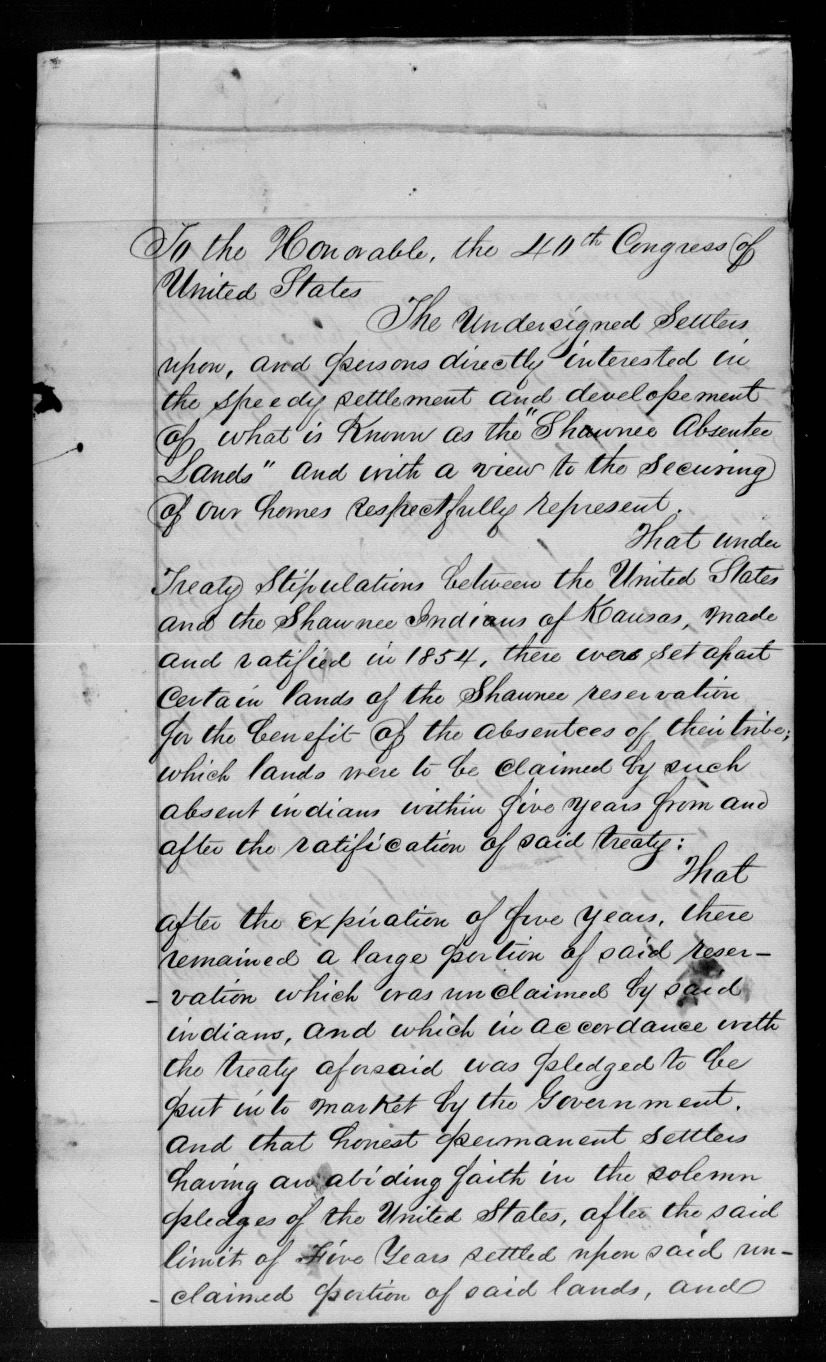 To the Honorable, the 40th Congress of
United States
The Undersigned Settlers
upon, and persons directly interested in
the speedy settlement and developement
of what is Known as the "Shawnee Absentee
Lands" and with a view to the securing
of our homes respectfully represent.
That under
Treaty Stipulations between the United States
and the Shawnee Indians of Kansas, made
and ratified in 1854, there were set apart
certain lands of the Shawnee reservation
for the benefit of the absentees of their tribe;
which lands were to be claimed by such
absent indians within five years from and
after the ratification of said treaty:
That
after the expiration of five years, there
remained a large portion of said reser-
- vation which was unclaimed by said
indians, and which in accordance with
the treaty aforsaid was pledged to be
put into market by the Government.
And that honest permanent settlers
having an abiding faith in the solemn
pledges of the United States, after the said
limit of Five Years settled upon said un-
- claimed portion of said lands, and